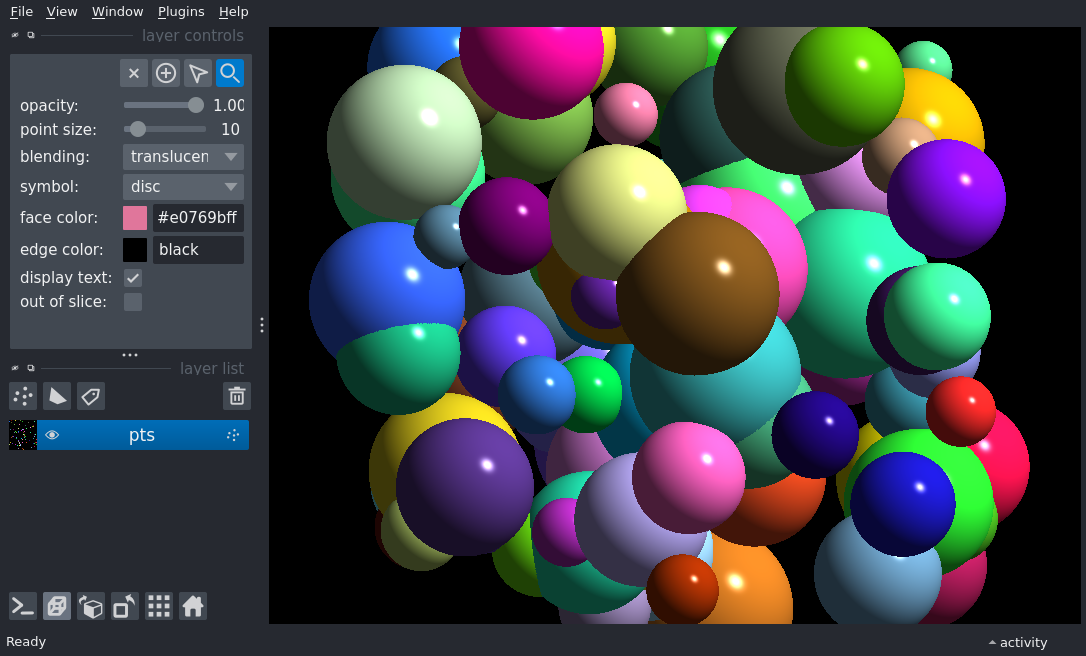 File View Window Plugins Help
layer controls
opacity: 1.00
point size: 10
blending: translucen
symbol: disc
face color: #e0769bff
edge color: black
display text:
out of slice:
layer list
pts
Ready
activity